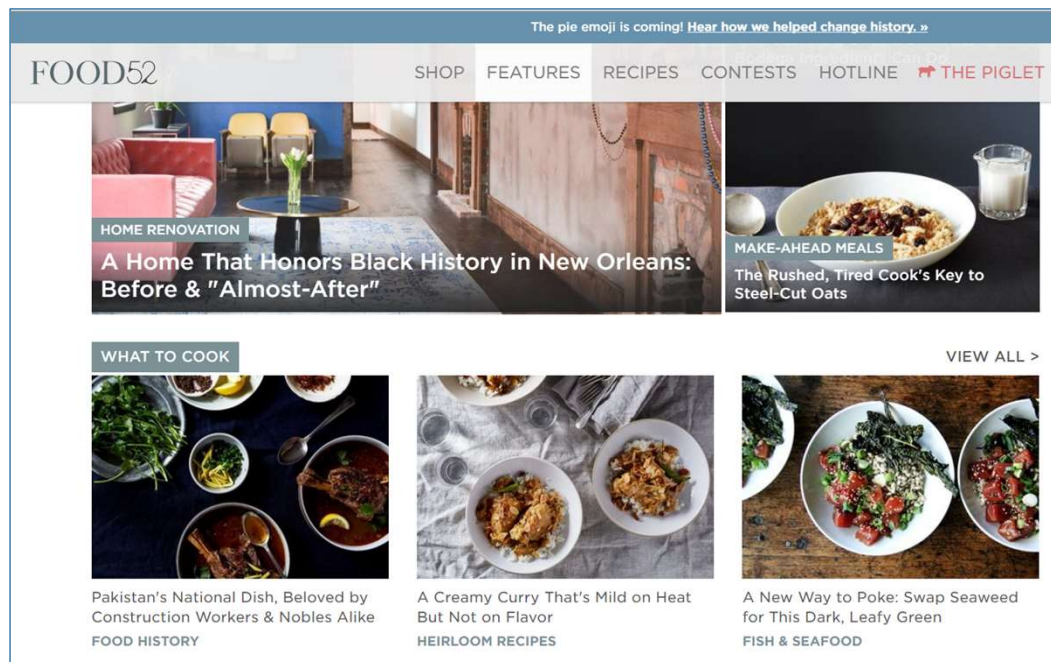 The pie emoji is coming! Hear how we helped change history. »
FOOD52
SHOP FEATURES RECIPES CONTESTS HOTLINE THE PIGLET
Bodega Ingredients Can Do
HOME RENOVATION
A Home That Honors Black History in New Orleans:
Before & "Almost-After"
MAKE-AHEAD MEALS
The Rushed, Tired Cook's Key to
Steel-Cut Oats
WHAT TO COOK
VIEW ALL >
Pakistan's National Dish, Beloved by
Construction Workers & Nobles Alike
FOOD HISTORY
A Creamy Curry That's Mild on Heat
But Not on Flavor
HEIRLOOM RECIPES
A New Way to Poke: Swap Seaweed
for This Dark, Leafy Green
FISH & SEAFOOD